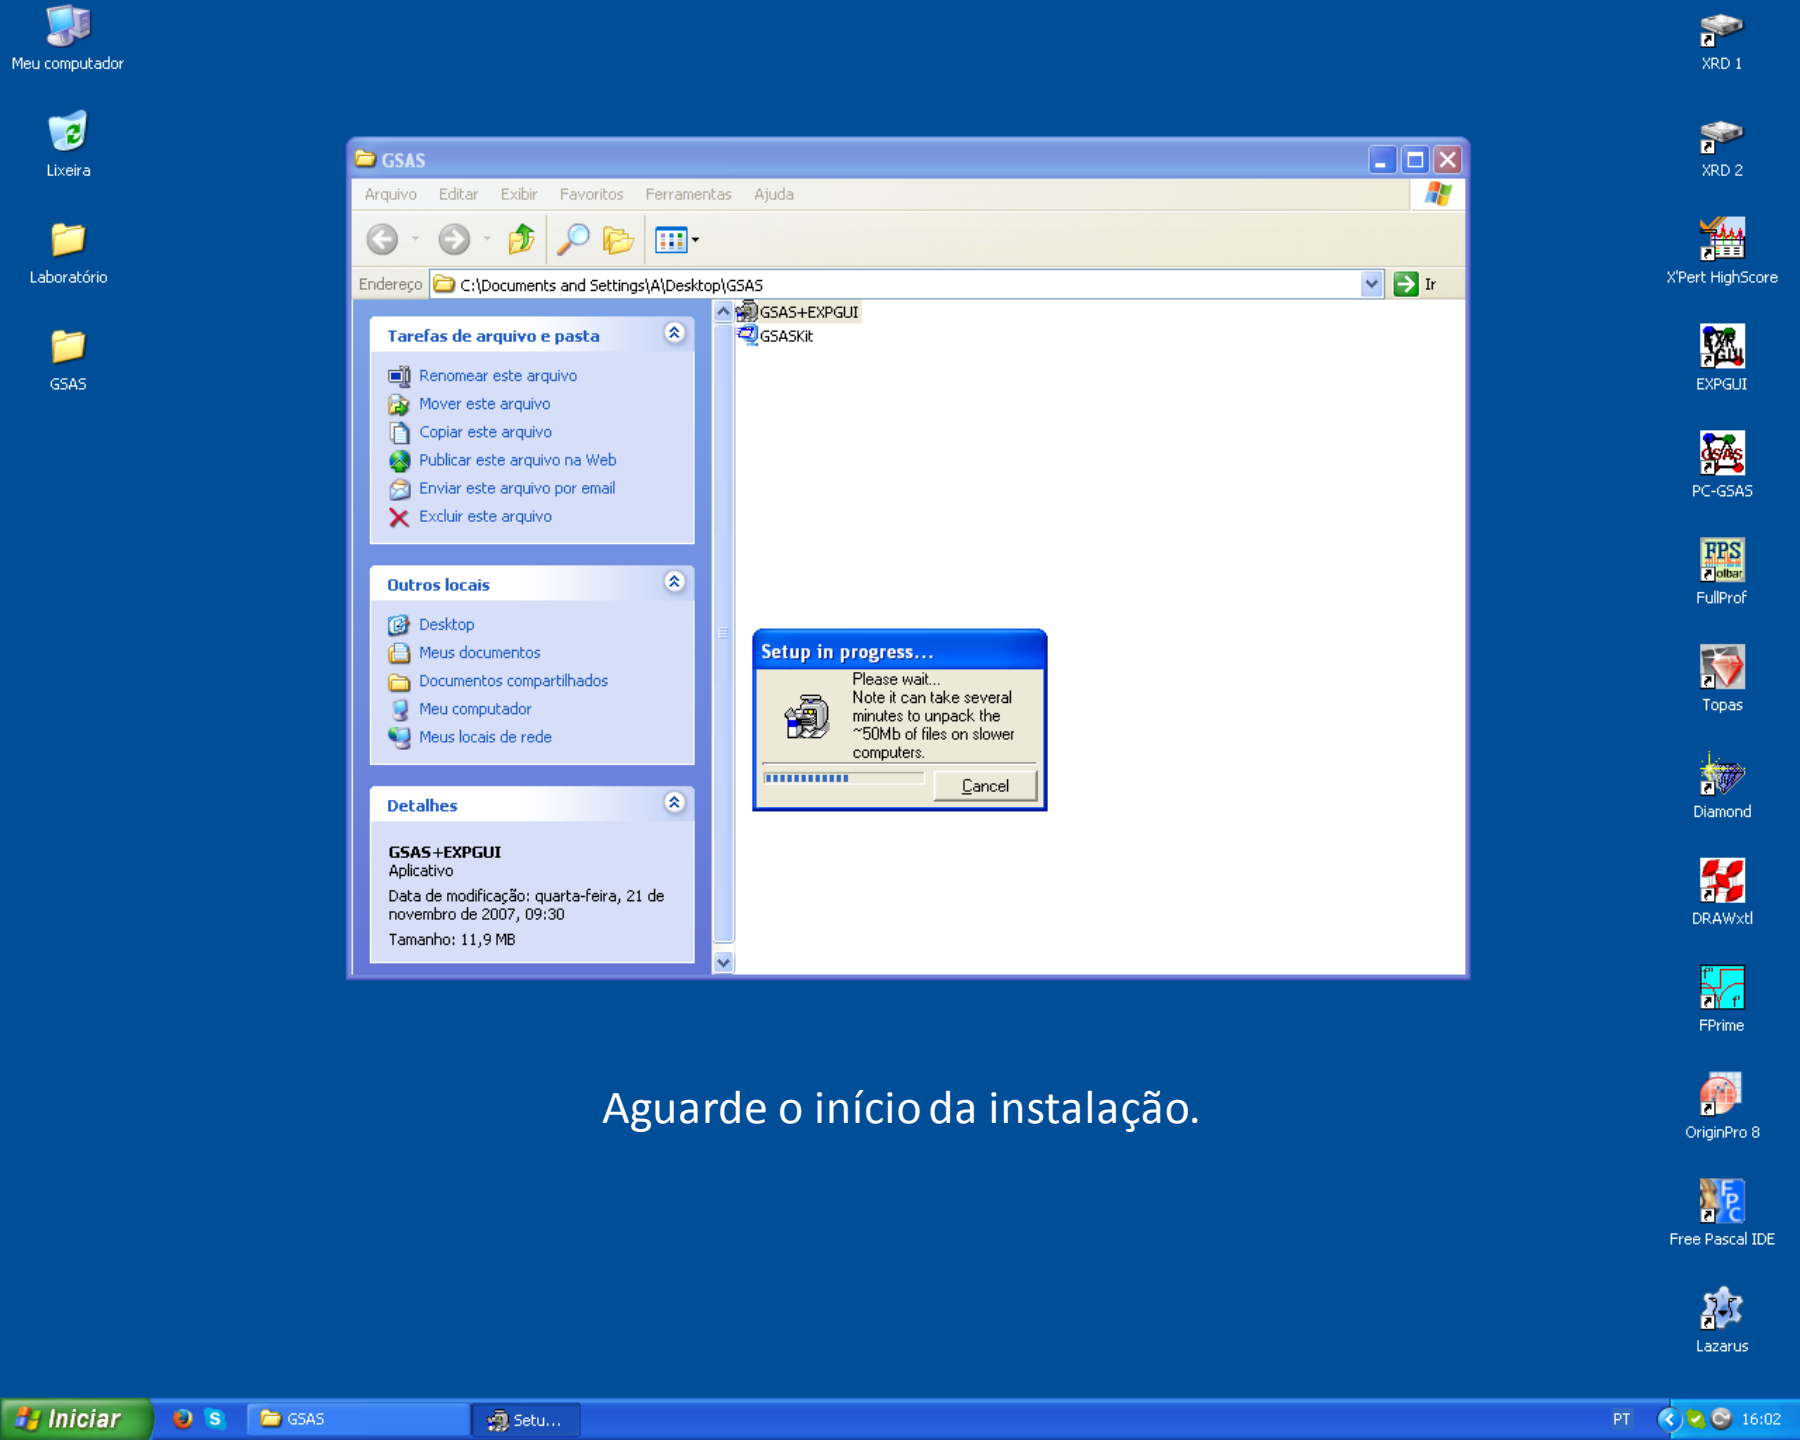 Meu computador
Lixeira
Laboratório
GSAS
GSAS
Arquivo Editar Exibir Favoritos Ferramentas Ajuda
Endereço C:\Documents and Settings\A\Desktop\GSAS Ir
Tarefas de arquivo e pasta
Renomear este arquivo
Mover este arquivo
Copiar este arquivo
Publicar este arquivo na Web
Enviar este arquivo por email
Excluir este arquivo
Outros locais
Desktop
Meus documentos
Documentos compartilhados
Meu computador
Meus locais de rede
Detalhes
GSAS+EXPGUI
Aplicativo
Data de modificação: quarta-feira, 21 de
novembro de 2007, 09:30
Tamanho: 11,9 MB
GSAS+EXPGUI
GSASKit
Setup in progress...
Please wait...
Note it can take several
minutes to unpack the
~50Mb of files on slower
computers.
Cancel
Aguarde o início da instalação.
XRD 1
XRD 2
X'Pert HighScore
EXPGUI
GSAS
PC-GSAS
FPS
olbar
FullProf
Topas
Diamond
DRAWxtl
f"
f'
FPrime
OriginPro 8
FPC
Free Pascal IDE
Lazarus
Iniciar
GSAS
Setu...
PT
16:02